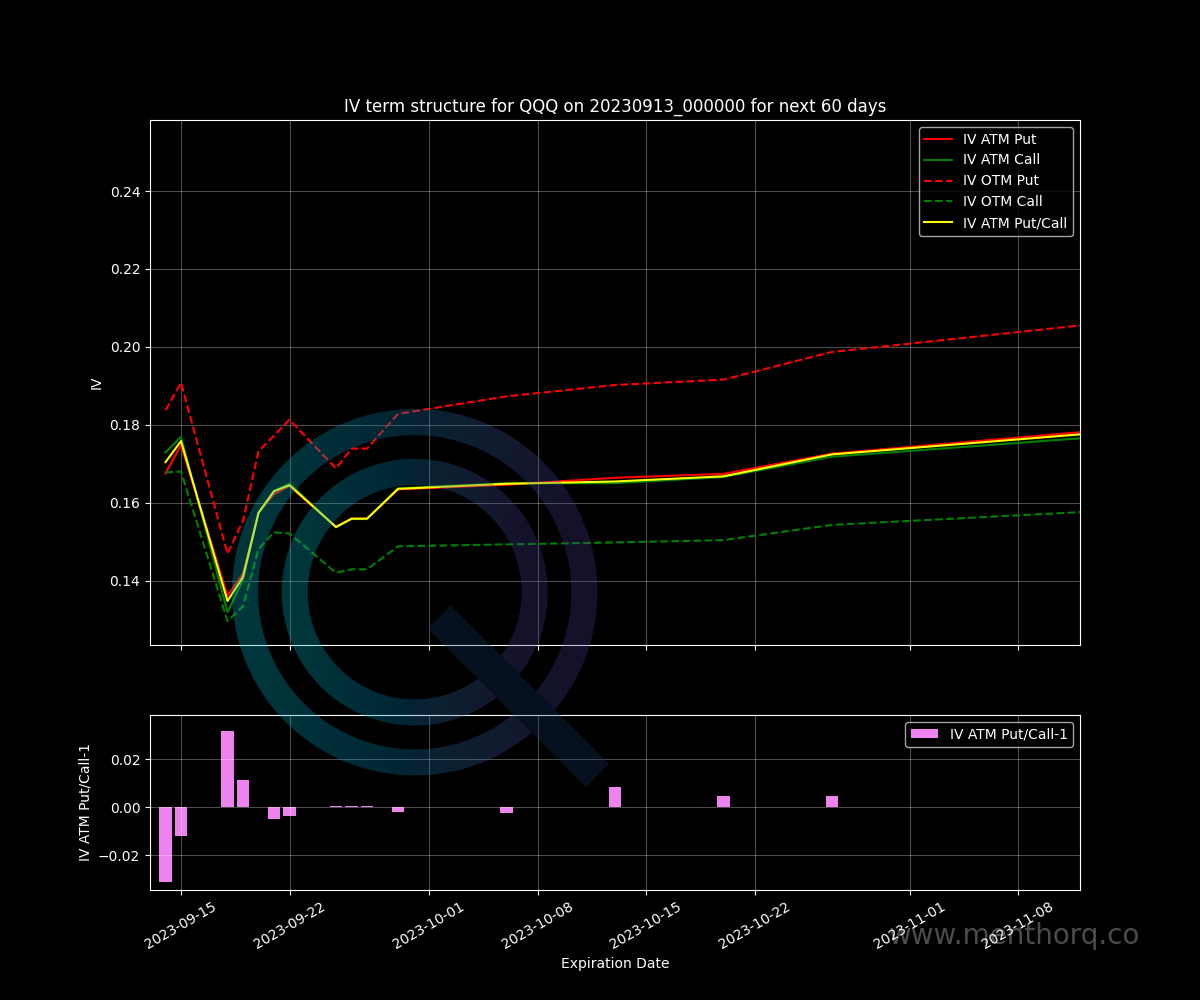 IV term structure for QQQ on 20230913_000000 for next 60 days
IV ATM Put
IV ATM Call
IV OTM Put
IV OTM Call
IV ATM Put/Call
0.24
0.22
0.20
0.18
0.16
0.14
IV
IV ATM Put/Call-1
0.02
0.00
−0.02
IV ATM Put/Call-1
2023-09-15
2023-09-22
2023-10-01
2023-10-08
2023-10-15
2023-10-22
2023-11-01
2023-11-08
www.menthorq.co
Expiration Date